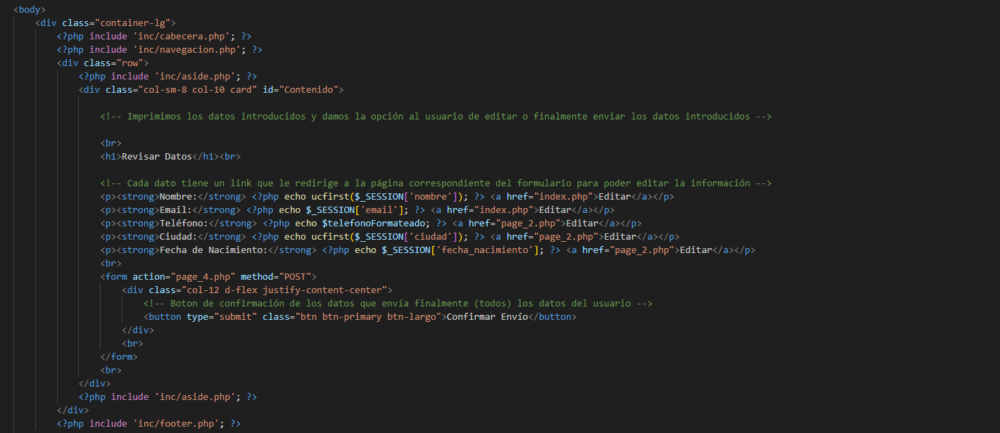 <body>
<div class="container-lg">
<?php include 'inc/cabecera.php'; ?>
<?php include 'inc/navegacion.php'; ?>
<div class="row">
<?php include 'inc/aside.php'; ?>
<div class="col-sm-8 col-10 card" id="Contenido">
<!-- Imprimimos los datos introducidos y damos la opción al usuario de editar o finalmente enviar los datos introducidos -->
<br>
<h1>Revisar Datos</h1><br>
<!-- Cada dato tiene un link que le redirige a la página correspondiente del formulario para poder editar la información -->
<p><strong>Nombre:</strong> <?php echo ucfirst($_SESSION['nombre']); ?> <a href="index.php">Editar</a></p>
<p><strong>Email:</strong> <?php echo $_SESSION['email']; ?> <a href="index.php">Editar</a></p>
<p><strong>Teléfono:</strong> <?php echo $telefonoFormateado; ?> <a href="page_2.php">Editar</a></p>
<p><strong>Ciudad:</strong> <?php echo ucfirst($_SESSION['ciudad']); ?> <a href="page_2.php">Editar</a></p>
<p><strong>Fecha de Nacimiento:</strong> <?php echo $_SESSION['fecha_nacimiento']; ?> <a href="page_2.php">Editar</a></p>
<br>
<form action="page_4.php" method="POST">
<div class="col-12 d-flex justify-content-center">
<!-- Boton de confirmación de los datos que envía finalmente (todos) los datos del usuario -->
<button type="submit" class="btn btn-primary btn-largo">Confirmar Envío</button>
</div>
<br>
</form>
<br>
</div>
<?php include 'inc/aside.php'; ?>
</div>
<?php include 'inc/footer.php'; ?>